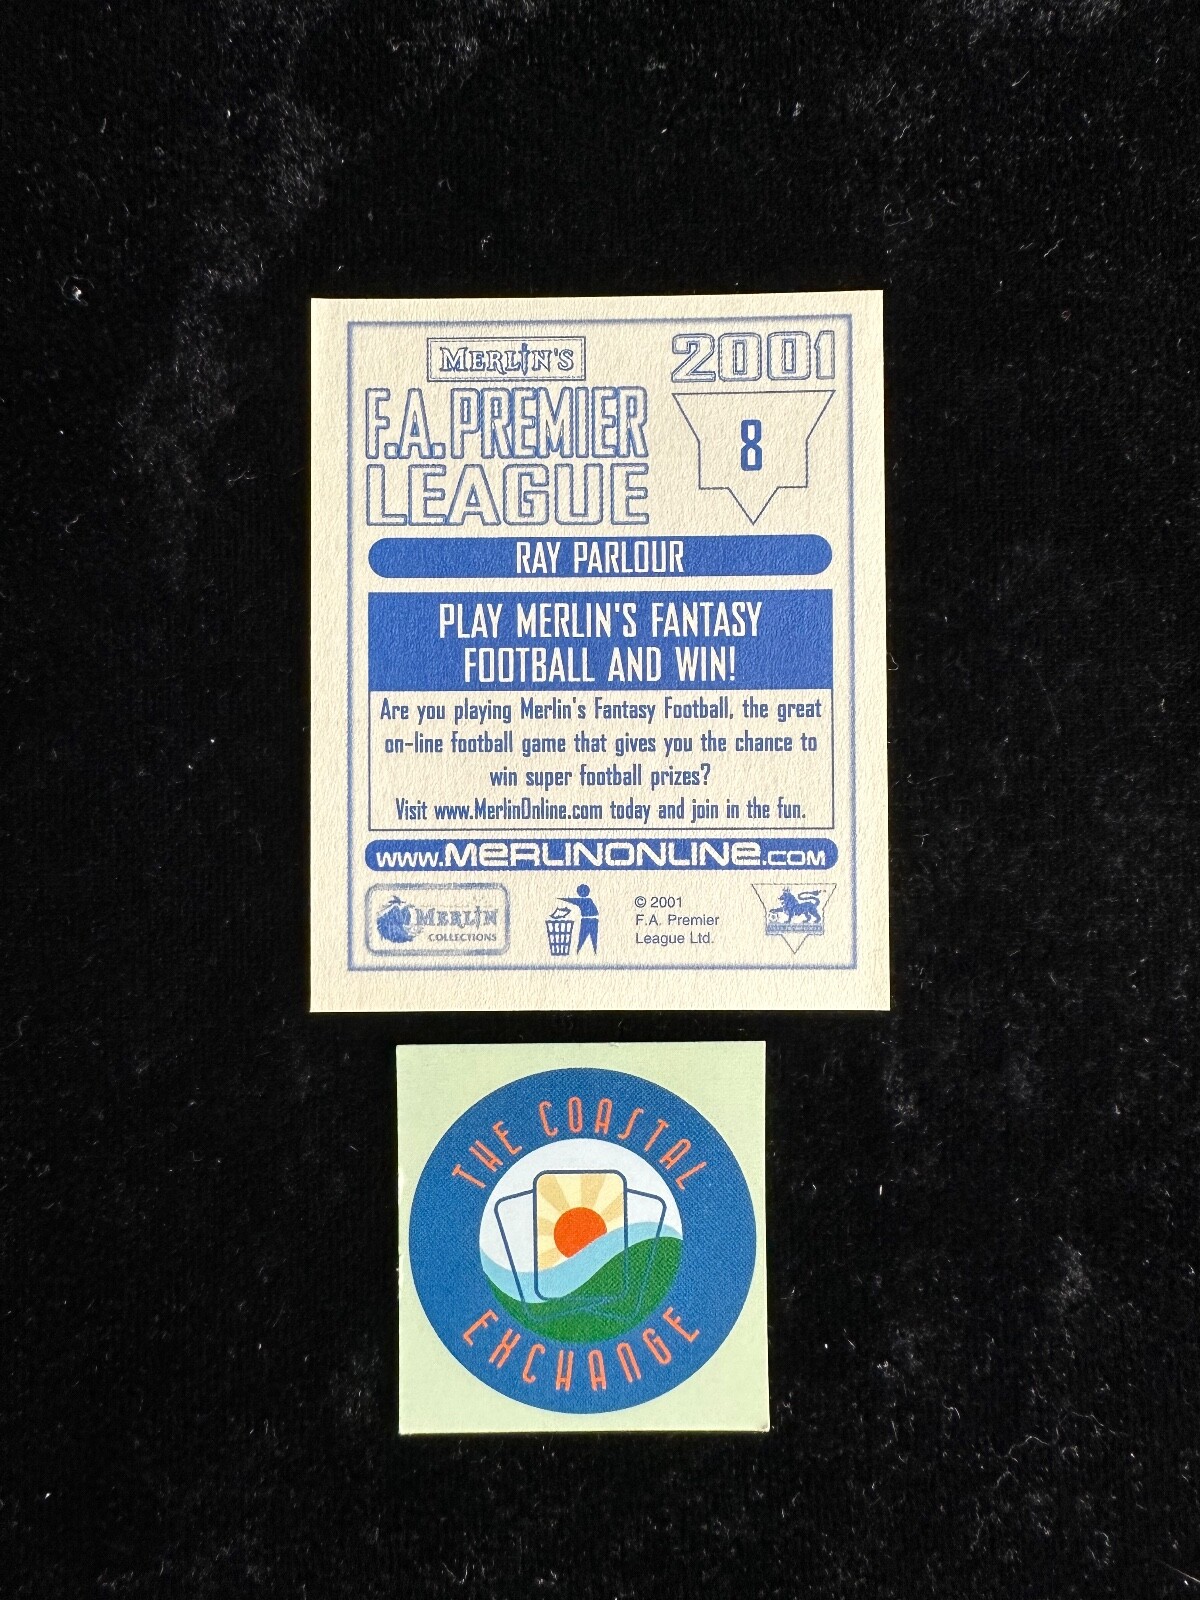 MERLIN'S
F.A. PREMIER
LEAGUE
2001
8
RAY PARLOUR
PLAY MERLIN'S FANTASY
FOOTBALL AND WIN!
Are you playing Merlin's Fantasy Football, the great
on-line football game that gives you the chance to
win super football prizes?
Visit www.MerlinOnline.com today and join in the fun.
WWW.MERLINONLINE.COM
MERLIN
COLLECTIONS
© 2001
F.A. Premier
League Ltd.
THE COASTAL
EXCHANGE